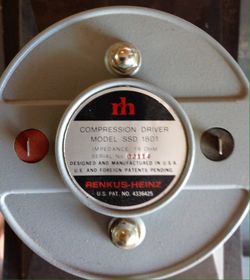 rh
COMPRESSION DRIVER
MODEL SSD 1801
IMPEDANCE 16 OHM
SERIAL No. 02114
DESIGNED AND MANUFACTURED IN U.S.A.
U.S. AND FOREIGN PATENTS PENDING.
RENKUS-HEINZ
U.S. PAT. NO. 4339425